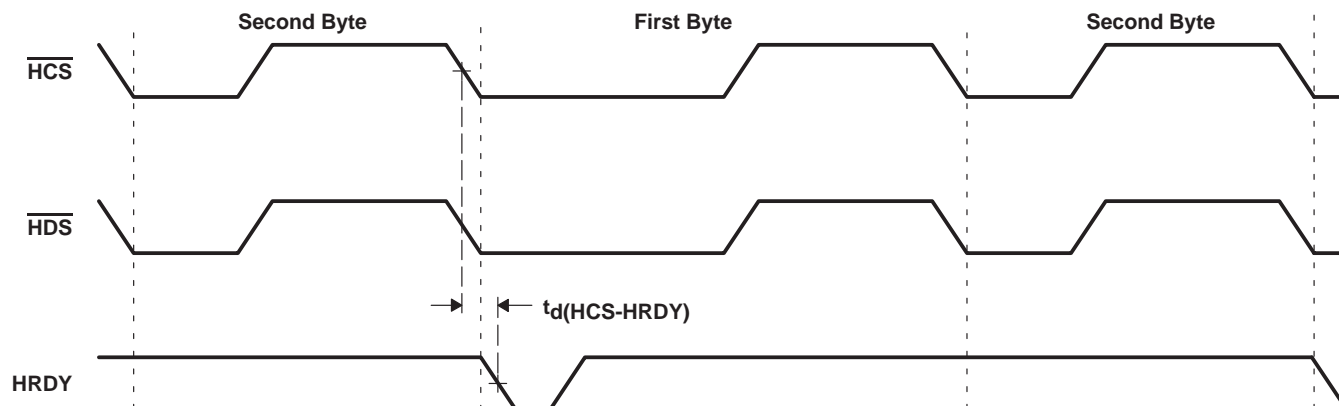 Second Byte First Byte Second Byte
HCS
HDS
td(HCS-HRDY)
HRDY